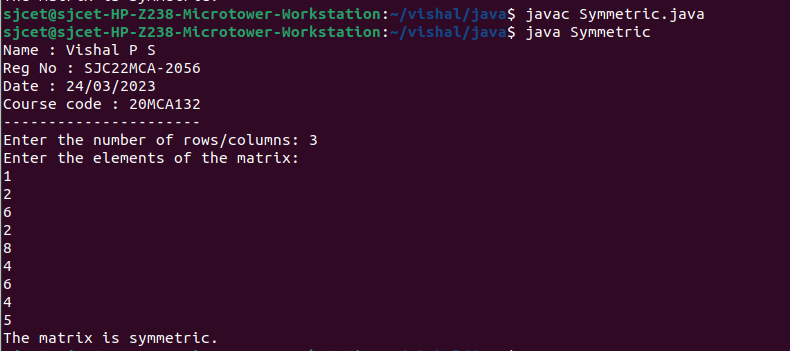 sjcet@sjcet-HP-Z238-Microtower-Workstation:~/vishal/java$ javac Symmetric.java
sjcet@sjcet-HP-Z238-Microtower-Workstation:~/vishal/java$ java Symmetric
Name : Vishal P S
Reg No : SJC22MCA-2056
Date : 24/03/2023
Course code : 20MCA132
----------------------
Enter the number of rows/columns: 3
Enter the elements of the matrix:
1
2
6
2
8
4
6
4
5
The matrix is symmetric.